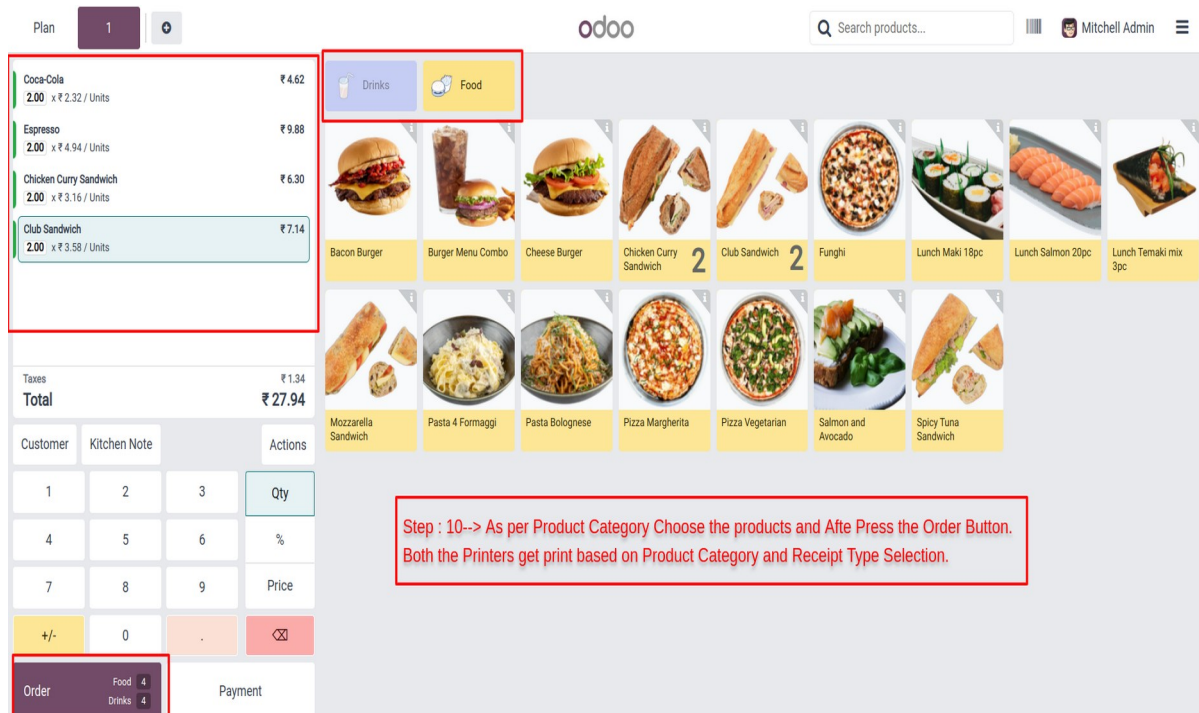 Plan
1
odoo
Search products...
Mitchell Admin
Coca-Cola ₹ 4.62
2.00 x ₹ 2.32 / Units
Espresso ₹ 9.88
2.00 x ₹ 4.94 / Units
Chicken Curry Sandwich ₹ 6.30
2.00 x ₹ 3.16 / Units
Club Sandwich ₹ 7.14
2.00 x ₹ 3.58 / Units
Taxes ₹ 1.34
Total ₹ 27.94
Customer Kitchen Note Actions
1 2 3 Qty
4 5 6 %
7 8 9 Price
+/- 0 .
Order Food 4
Drinks 4
Payment
Drinks Food
Bacon Burger
Burger Menu Combo
Cheese Burger
Chicken Curry
Sandwich 2
Club Sandwich 2
Funghi
Lunch Maki 18pc
Lunch Salmon 20pc
Lunch Temaki mix
3pc
Mozzarella
Sandwich
Pasta 4 Formaggi
Pasta Bolognese
Pizza Margherita
Pizza Vegetarian
Salmon and
Avocado
Spicy Tuna
Sandwich
Step : 10--> As per Product Category Choose the products and Afte Press the Order Button.
Both the Printers get print based on Product Category and Receipt Type Selection.